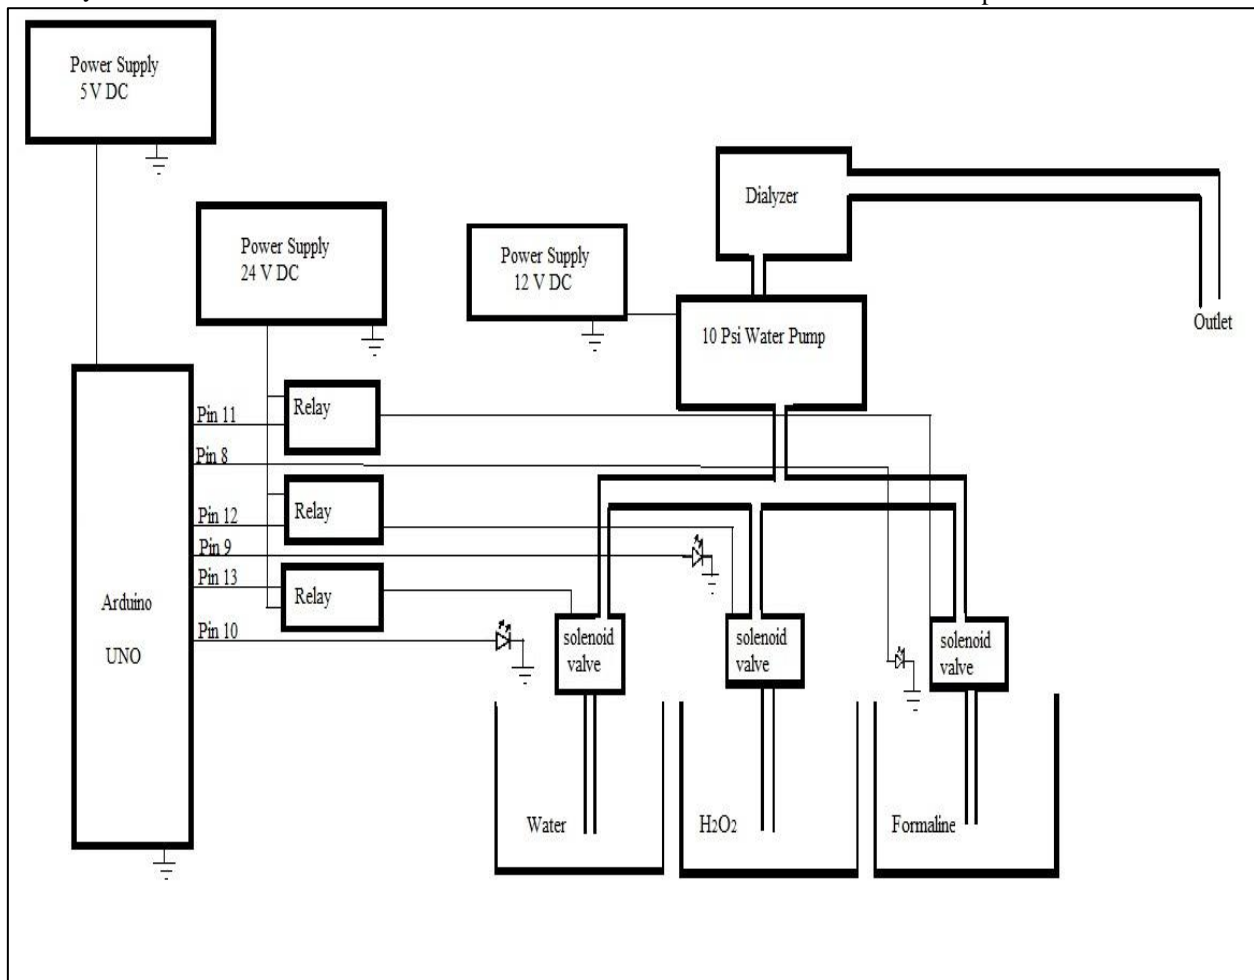 Power Supply
5 V DC
Power Supply
24 V DC
Power Supply
12 V DC
Dialyzer
10 Psi Water Pump
Outlet
Pin 11
Relay
Pin 8
Pin 12
Relay
Pin 9
Pin 13
Relay
Pin 10
Arduino
UNO
solenoid
valve
solenoid
valve
solenoid
valve
Water
H2O2
Formaline